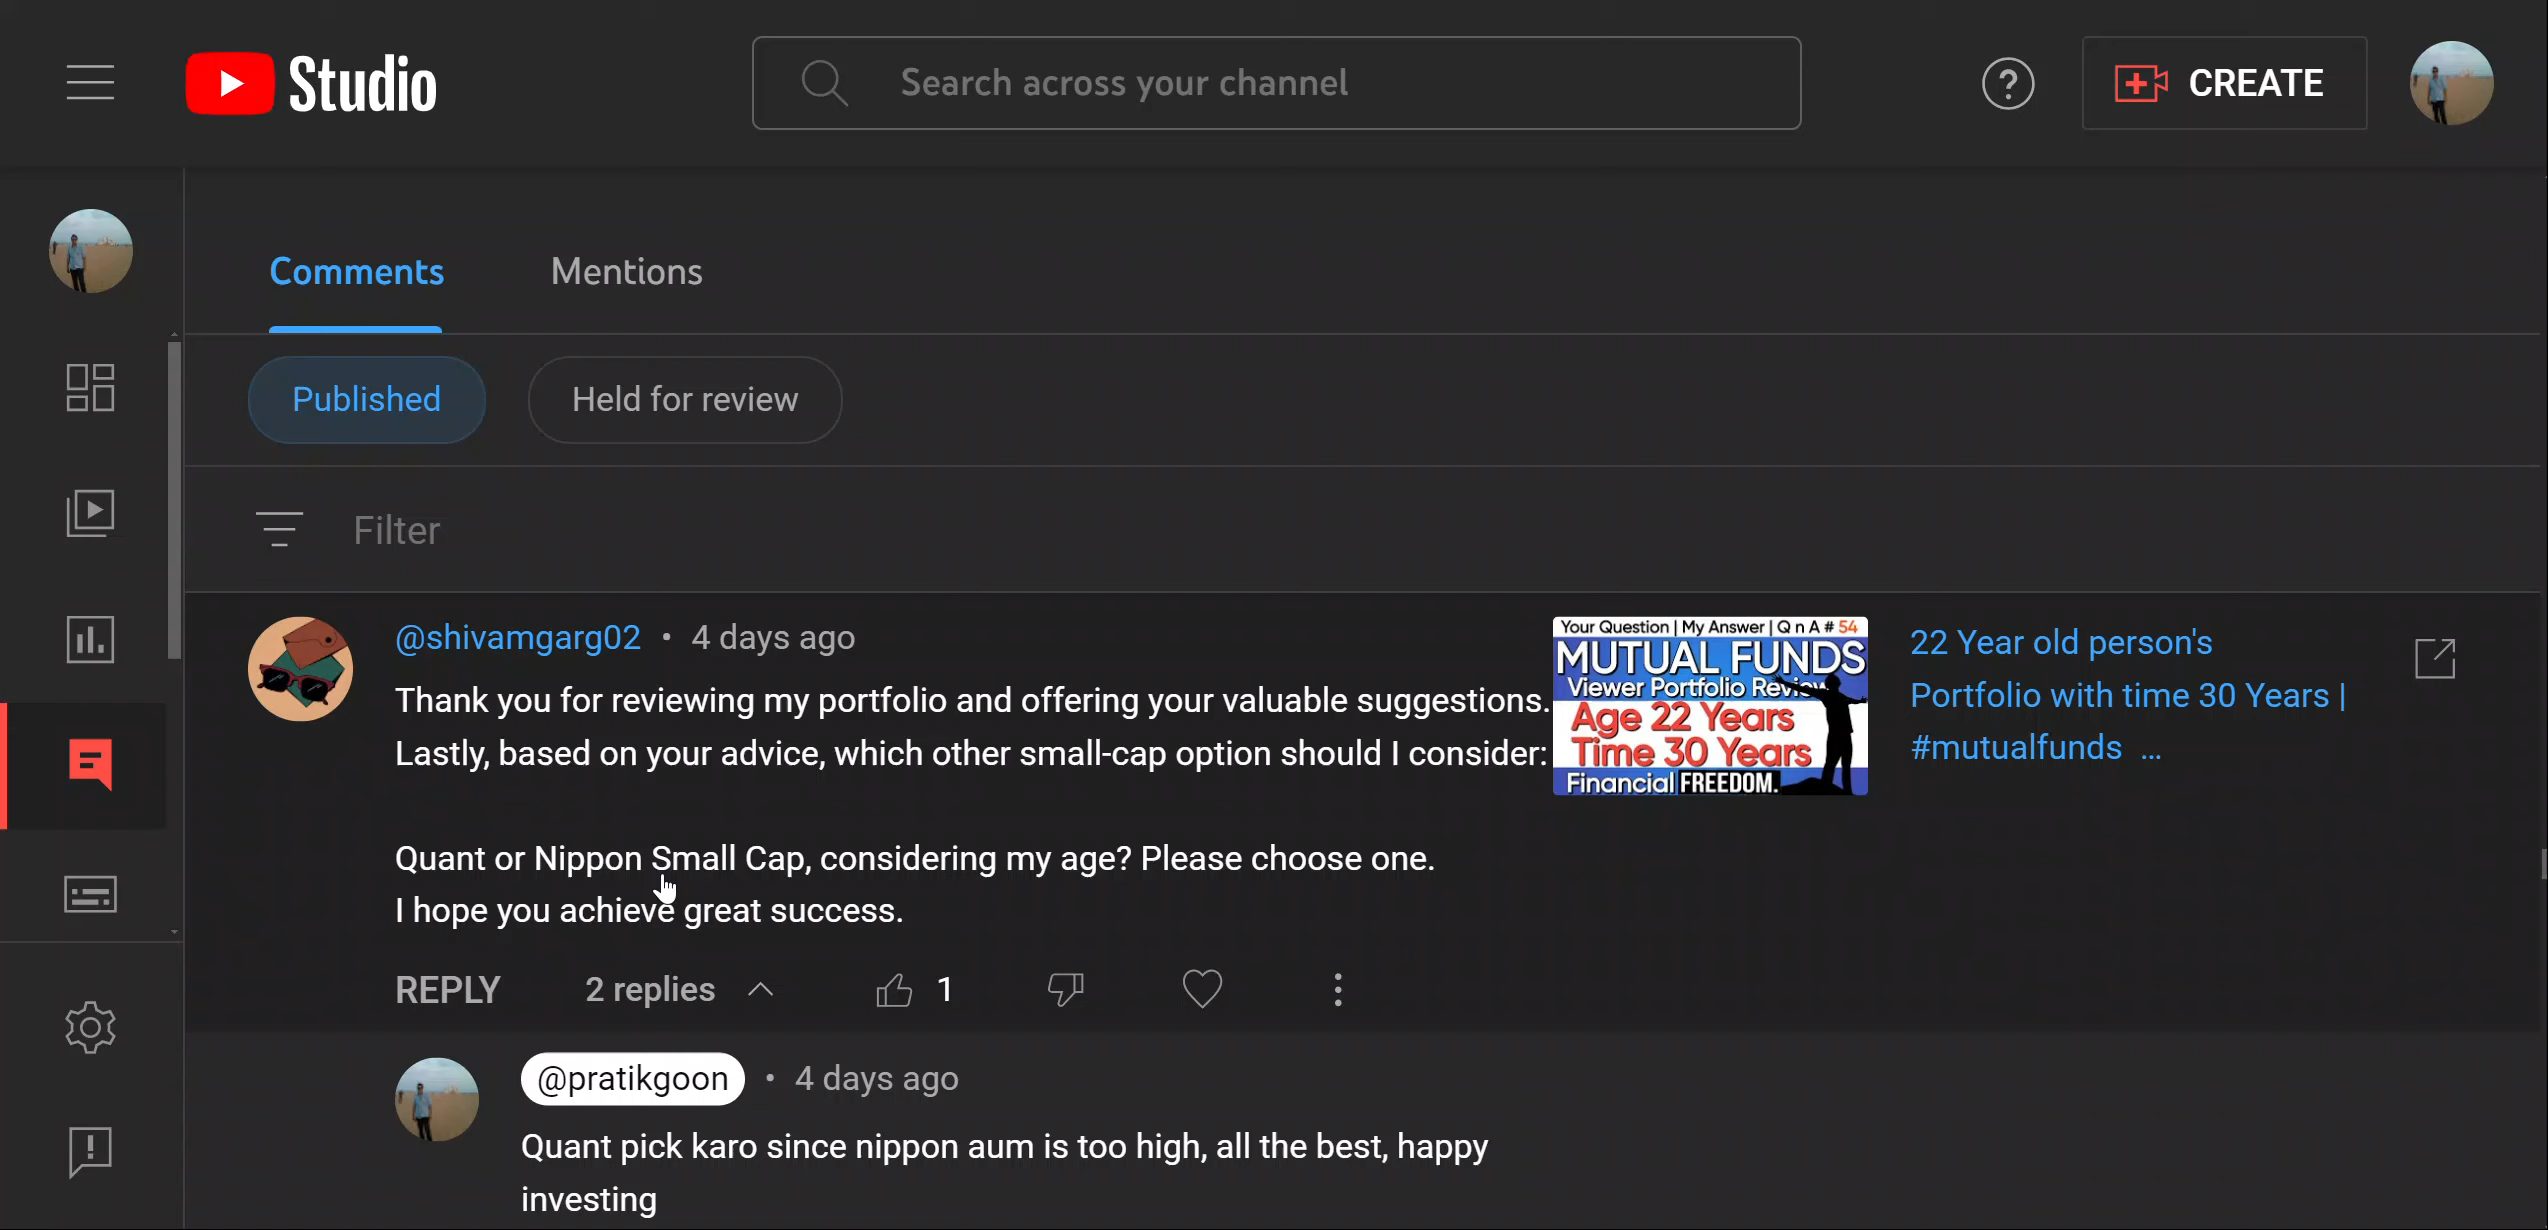 Studio
Search across your channel
CREATE
Comments
Mentions
Published
Held for review
Filter
@shivamgarg02 • 4 days ago
Thank you for reviewing my portfolio and offering your valuable suggestions.
Lastly, based on your advice, which other small-cap option should I consider:
Quant or Nippon Small Cap, considering my age? Please choose one.
I hope you achieve great success.
Your Question | My Answer | Q n A # 54
MUTUAL FUNDS
Viewer Portfolio Review
Age 22 Years
Time 30 Years
Financial FREEDOM.
22 Year old person's
Portfolio with time 30 Years |
#mutualfunds ...
REPLY
2 replies
1
@pratikgoon • 4 days ago
Quant pick karo since nippon aum is too high, all the best, happy
investing